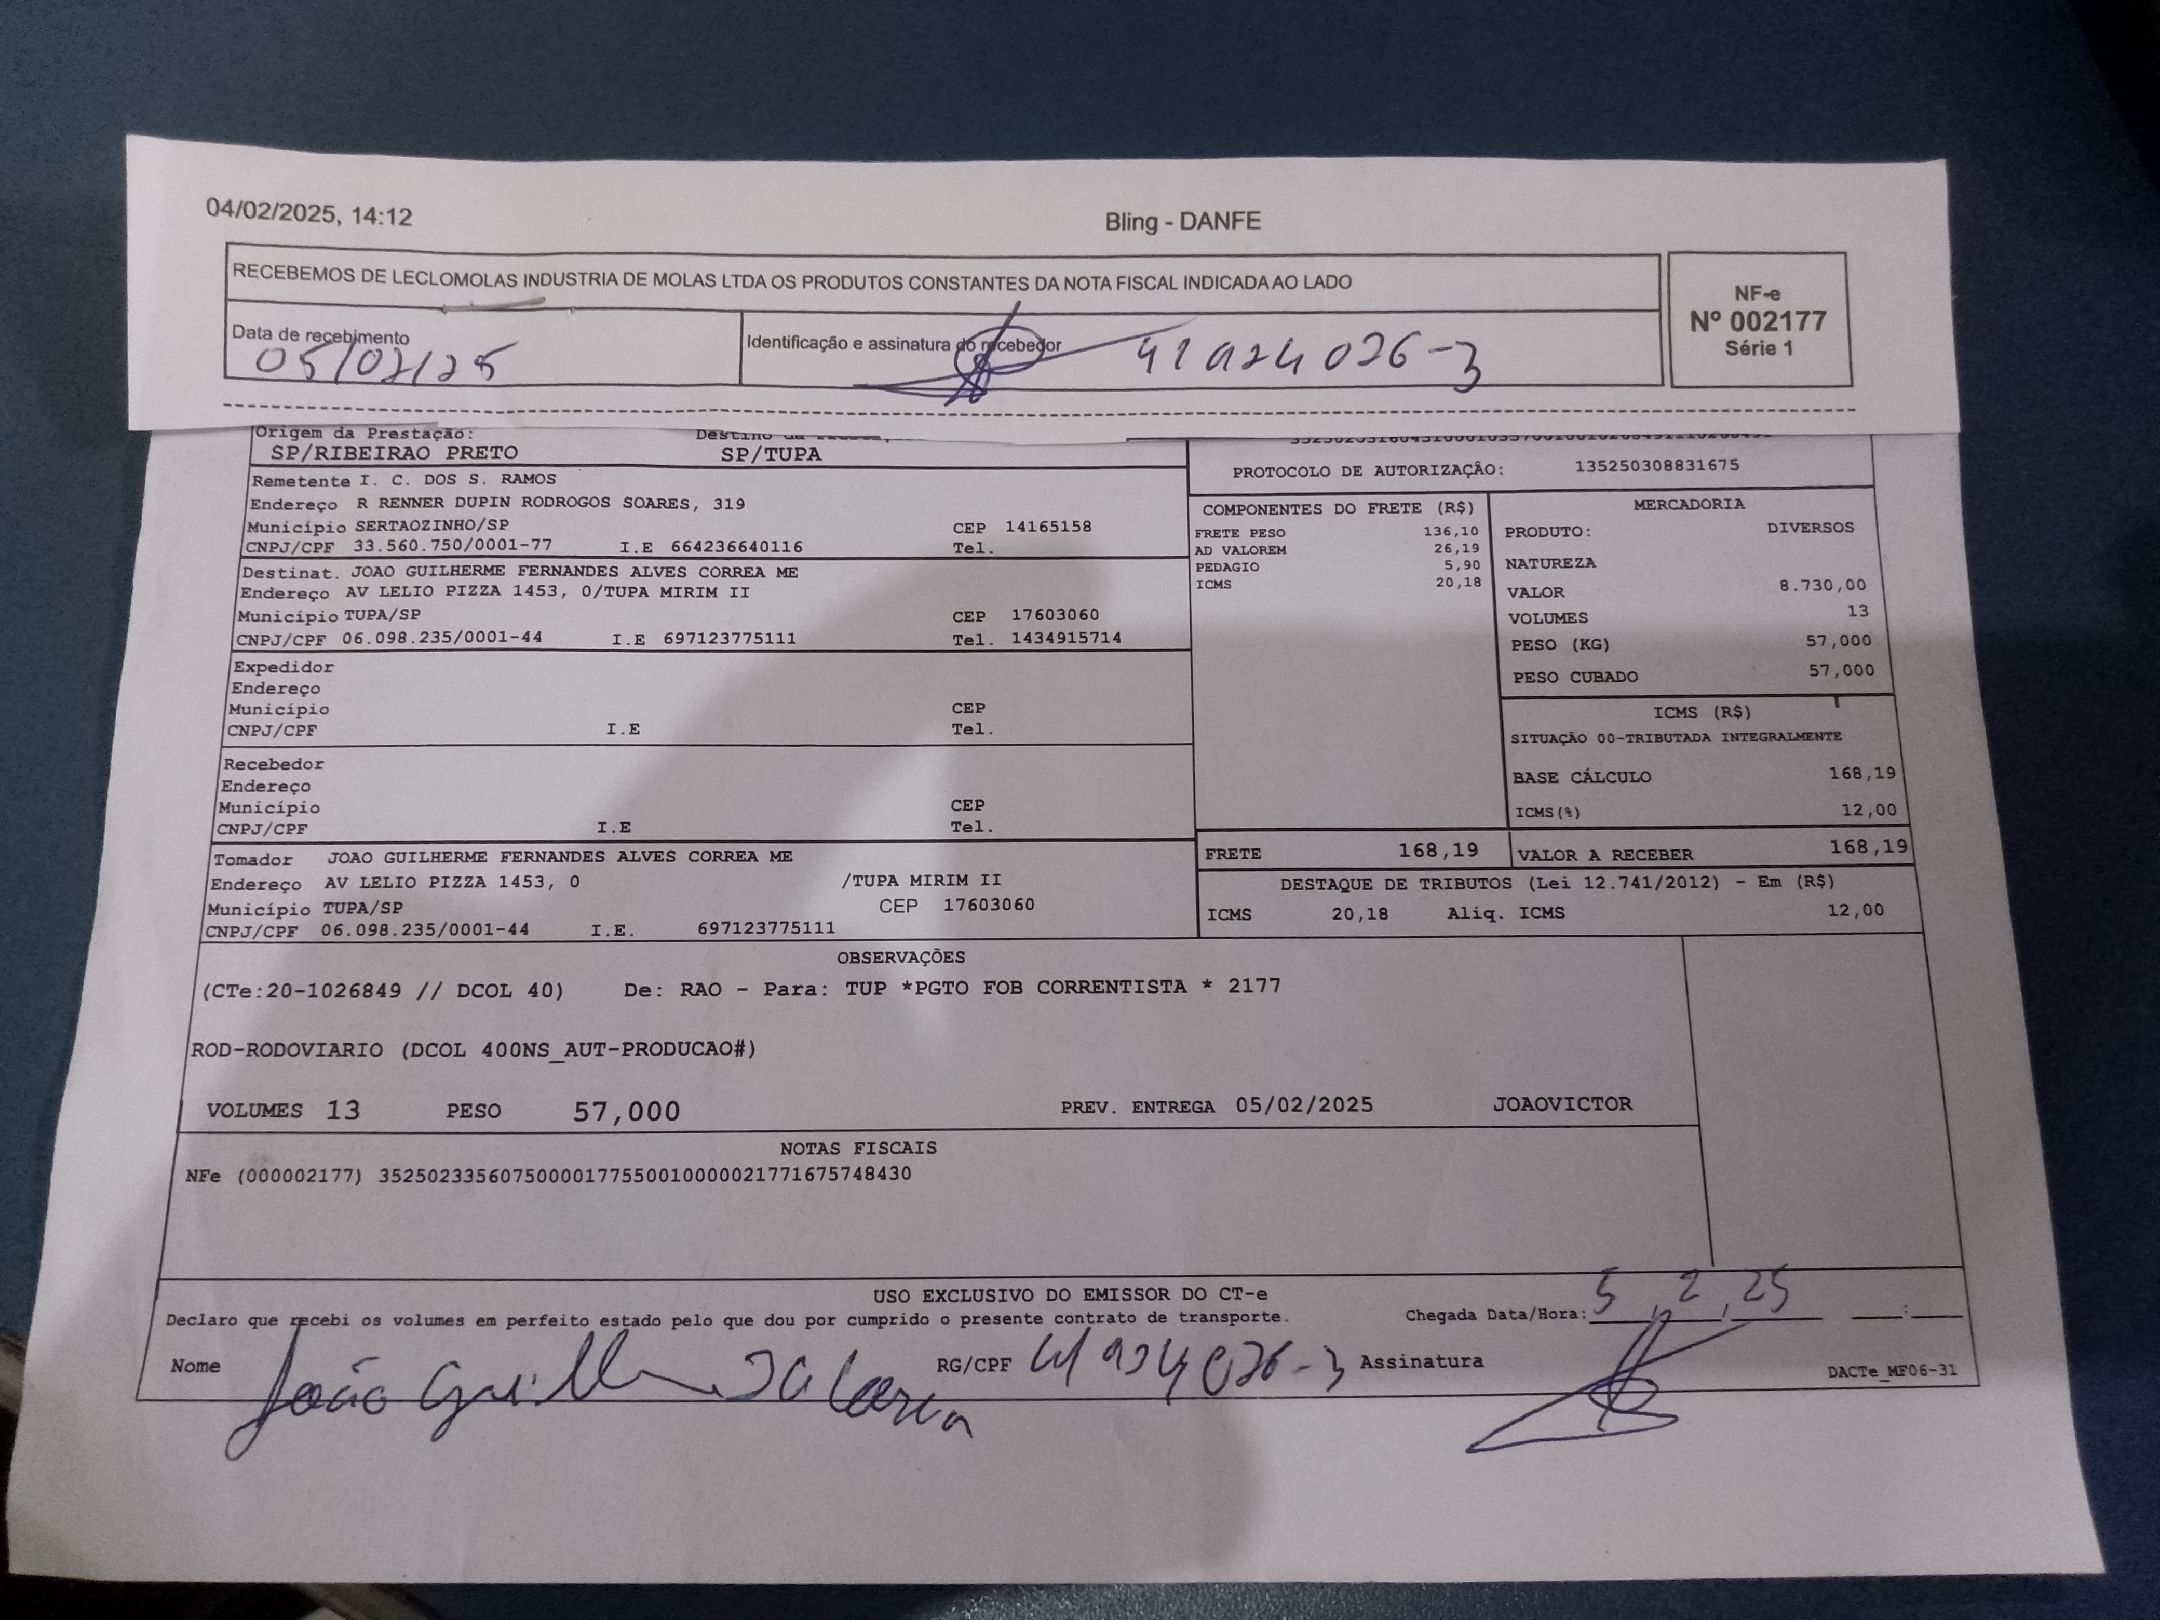 04/02/2025, 14:12 Bling - DANFE
RECEBEMOS DE LECLOMOLAS INDUSTRIA DE MOLAS LTDA OS PRODUTOS CONSTANTES DA NOTA FISCAL INDICADA AO LADO
NF-e
Nº 002177
Série 1
Data de recebimento
05/02/25
Identificação e assinatura do recebedor
41924026-3
Origem da Prestação:
SP/RIBEIRAO PRETO SP/TUPA
Remetente I. C. DOS S. RAMOS
Endereço R RENNER DUPIN RODROGOS SOARES, 319
Município SERTAOZINHO/SP CEP 14165158
CNPJ/CPF 33.560.750/0001-77 I.E 664236640116 Tel.
Destinat. JOAO GUILHERME FERNANDES ALVES CORREA ME
Endereço AV LELIO PIZZA 1453, 0/TUPA MIRIM II
Município TUPA/SP CEP 17603060
CNPJ/CPF 06.098.235/0001-44 I.E 697123775111 Tel. 1434915714
Expedidor
Endereço
Município CEP
CNPJ/CPF I.E Tel.
Recebedor
Endereço
Município CEP
CNPJ/CPF I.E Tel.
Tomador JOAO GUILHERME FERNANDES ALVES CORREA ME
Endereço AV LELIO PIZZA 1453, 0 /TUPA MIRIM II
Município TUPA/SP CEP 17603060
CNPJ/CPF 06.098.235/0001-44 I.E. 697123775111
PROTOCOLO DE AUTORIZAÇÃO: 135250308831675
COMPONENTES DO FRETE (R$)
FRETE PESO 136,10
AD VALOREM 26,19
PEDAGIO 5,90
ICMS 20,18
MERCADORIA
PRODUTO: DIVERSOS
NATUREZA
VALOR 8.730,00
VOLUMES 13
PESO (KG) 57,000
PESO CUBADO 57,000
ICMS (R$)
SITUAÇÃO 00-TRIBUTADA INTEGRALMENTE
BASE CÁLCULO 168,19
ICMS(%) 12,00
FRETE 168,19 VALOR A RECEBER 168,19
DESTAQUE DE TRIBUTOS (Lei 12.741/2012) - Em (R$)
ICMS 20,18 Aliq. ICMS 12,00
OBSERVAÇÕES
(CTe:20-1026849 // DCOL 40) De: RAO - Para: TUP *PGTO FOB CORRENTISTA * 2177
ROD-RODOVIARIO (DCOL 400NS_AUT-PRODUCAO#)
VOLUMES 13 PESO 57,000 PREV. ENTREGA 05/02/2025 JOAOVICTOR
NOTAS FISCAIS
NFe (000002177) 35250233560750000177550010000021771675748430
USO EXCLUSIVO DO EMISSOR DO CT-e
Declaro que recebi os volumes em perfeito estado pelo que dou por cumprido o presente contrato de transporte. Chegada Data/Hora: 5 2 25 :
Nome João RG/CPF 41924026-3 Assinatura DACTe_MF06-31